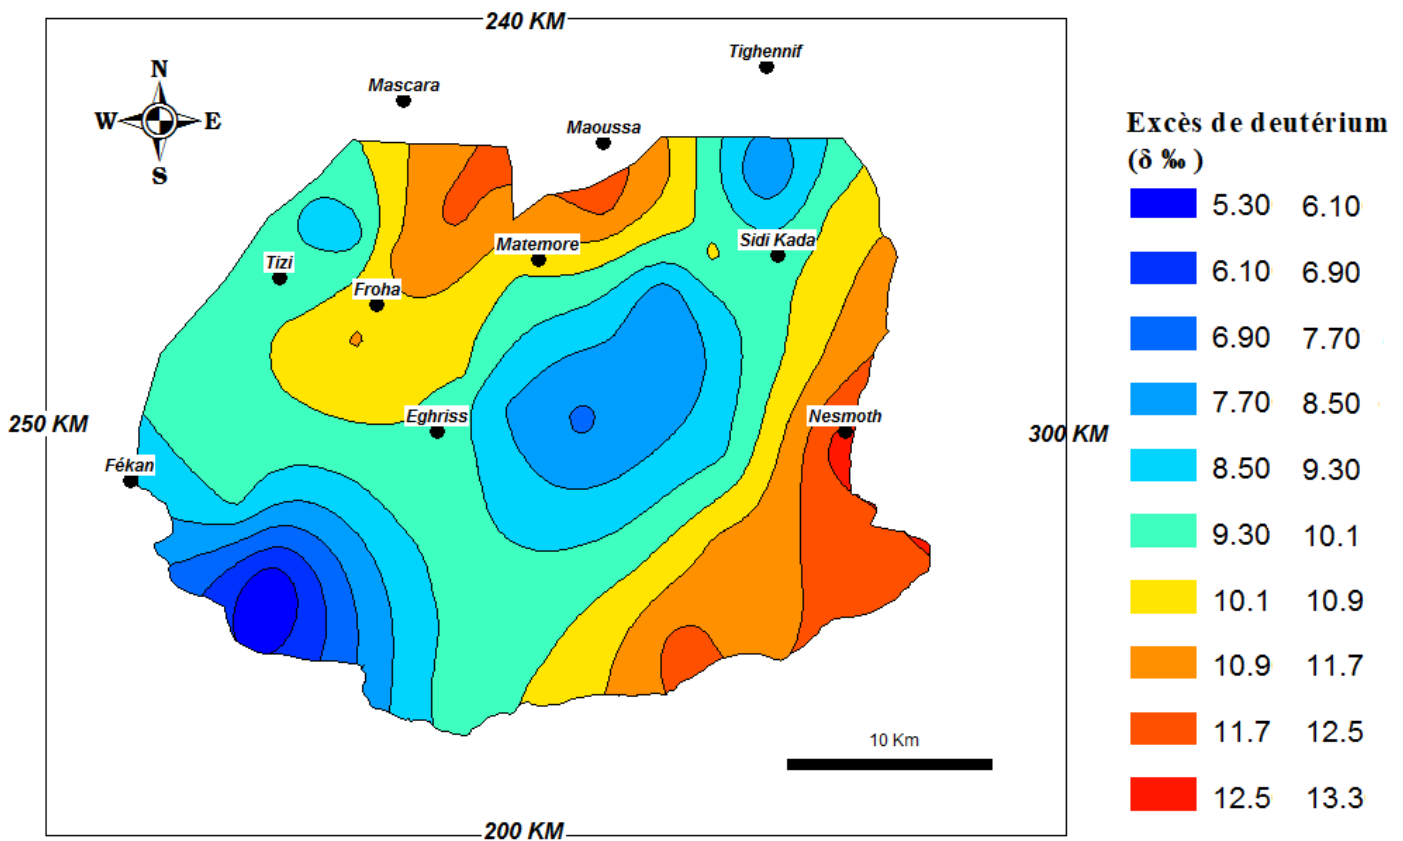 240 KM
Tighennif
Mascara
N
W E
S
Maoussa
Excès de deutérium
(δ ‰ )
5.30 6.10
Matemore
Sidi Kada
Tizi
6.10 6.90
Froha
6.90 7.70
7.70 8.50
Eghriss
Nesmoth
250 KM
300 KM
Fékan
8.50 9.30
9.30 10.1
10.1 10.9
10.9 11.7
11.7 12.5
10 Km
12.5 13.3
200 KM